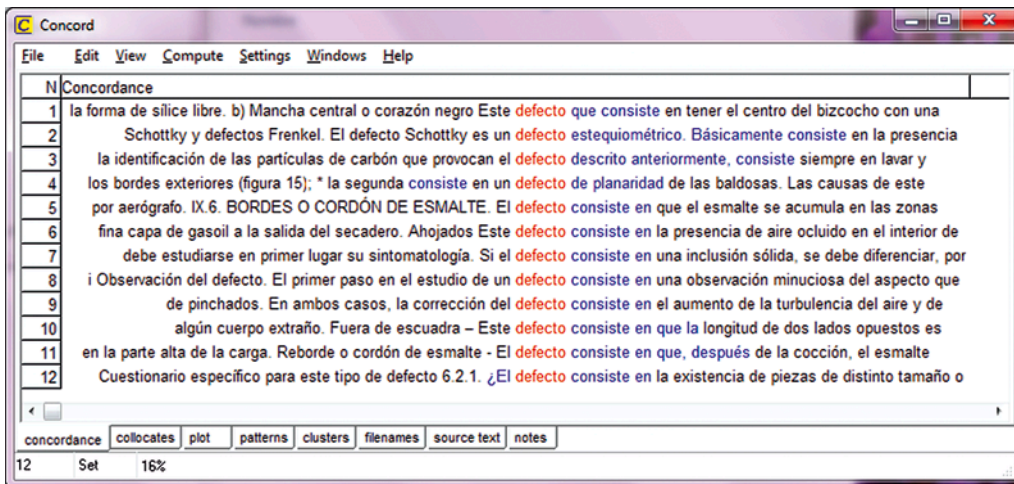 Concord
File Edit View Compute Settings Windows Help
N Concordance
1 la forma de sílice libre. b) Mancha central o corazón negro Este defecto que consiste en tener el centro del bizcocho con una
2 Schottky y defectos Frenkel. El defecto Schottky es un defecto estequiométrico. Básicamente consiste en la presencia
3 la identificación de las partículas de carbón que provocan el defecto descrito anteriormente, consiste siempre en lavar y
4 los bordes exteriores (figura 15); * la segunda consiste en un defecto de planaridad de las baldosas. Las causas de este
5 por aerógrafo. IX.6. BORDES O CORDÓN DE ESMALTE. El defecto consiste en que el esmalte se acumula en las zonas
6 fina capa de gasoil a la salida del secadero. Ahojados Este defecto consiste en la presencia de aire ocluido en el interior de
7 debe estudiarse en primer lugar su sintomatología. Si el defecto consiste en una inclusión sólida, se debe diferenciar, por
8 i Observación del defecto. El primer paso en el estudio de un defecto consiste en una observación minuciosa del aspecto que
9 de pinchados. En ambos casos, la corrección del defecto consiste en el aumento de la turbulencia del aire y de
10 algún cuerpo extraño. Fuera de escuadra – Este defecto consiste en que la longitud de dos lados opuestos es
11 en la parte alta de la carga. Reborde o cordón de esmalte - El defecto consiste en que, después de la cocción, el esmalte
12 Cuestionario específico para este tipo de defecto 6.2.1. ¿El defecto consiste en la existencia de piezas de distinto tamaño o
concordance collocates plot patterns clusters filenames source text notes
12 Set 16%